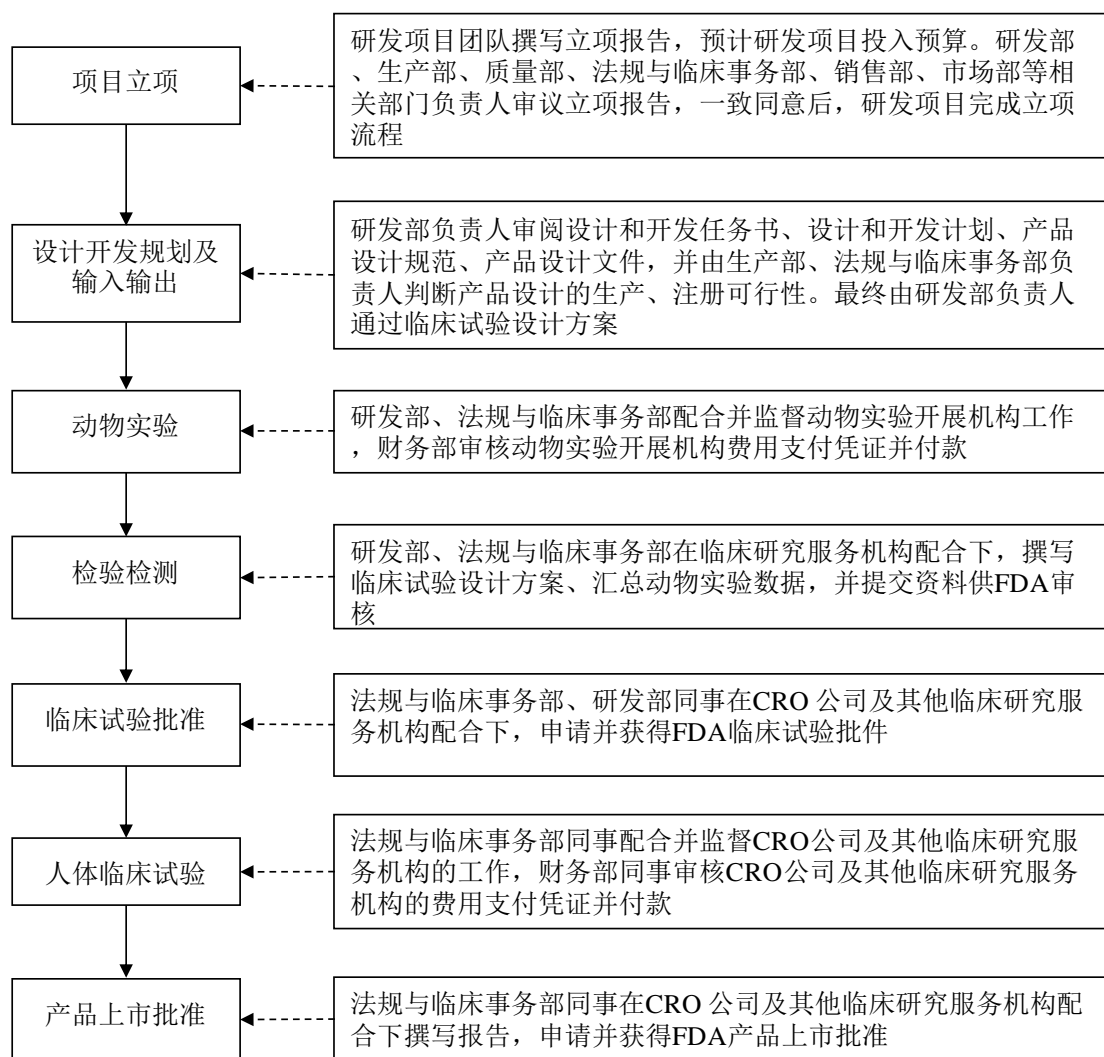 项目立项
研发项目团队撰写立项报告，预计研发项目投入预算。研发部
、生产部、质量部、法规与临床事务部、销售部、市场部等相
关部门负责人审议立项报告，一致同意后，研发项目完成立项
流程
设计开发规划及
输入输出
研发部负责人审阅设计和开发任务书、设计和开发计划、产品
设计规范、产品设计文件，并由生产部、法规与临床事务部负
责人判断产品设计的生产、注册可行性。最终由研发部负责人
通过临床试验设计方案
动物实验
研发部、法规与临床事务部配合并监督动物实验开展机构工作
，财务部审核动物实验开展机构费用支付凭证并付款
检验检测
研发部、法规与临床事务部在临床研究服务机构配合下，撰写
临床试验设计方案、汇总动物实验数据，并提交资料供FDA审
核
临床试验批准
法规与临床事务部、研发部同事在CRO 公司及其他临床研究服
务机构配合下，申请并获得FDA临床试验批件
人体临床试验
法规与临床事务部同事配合并监督CRO公司及其他临床研究服
务机构的工作，财务部同事审核CRO公司及其他临床研究服务
机构的费用支付凭证并付款
产品上市批准
法规与临床事务部同事在CRO 公司及其他临床研究服务机构配
合下撰写报告，申请并获得FDA产品上市批准